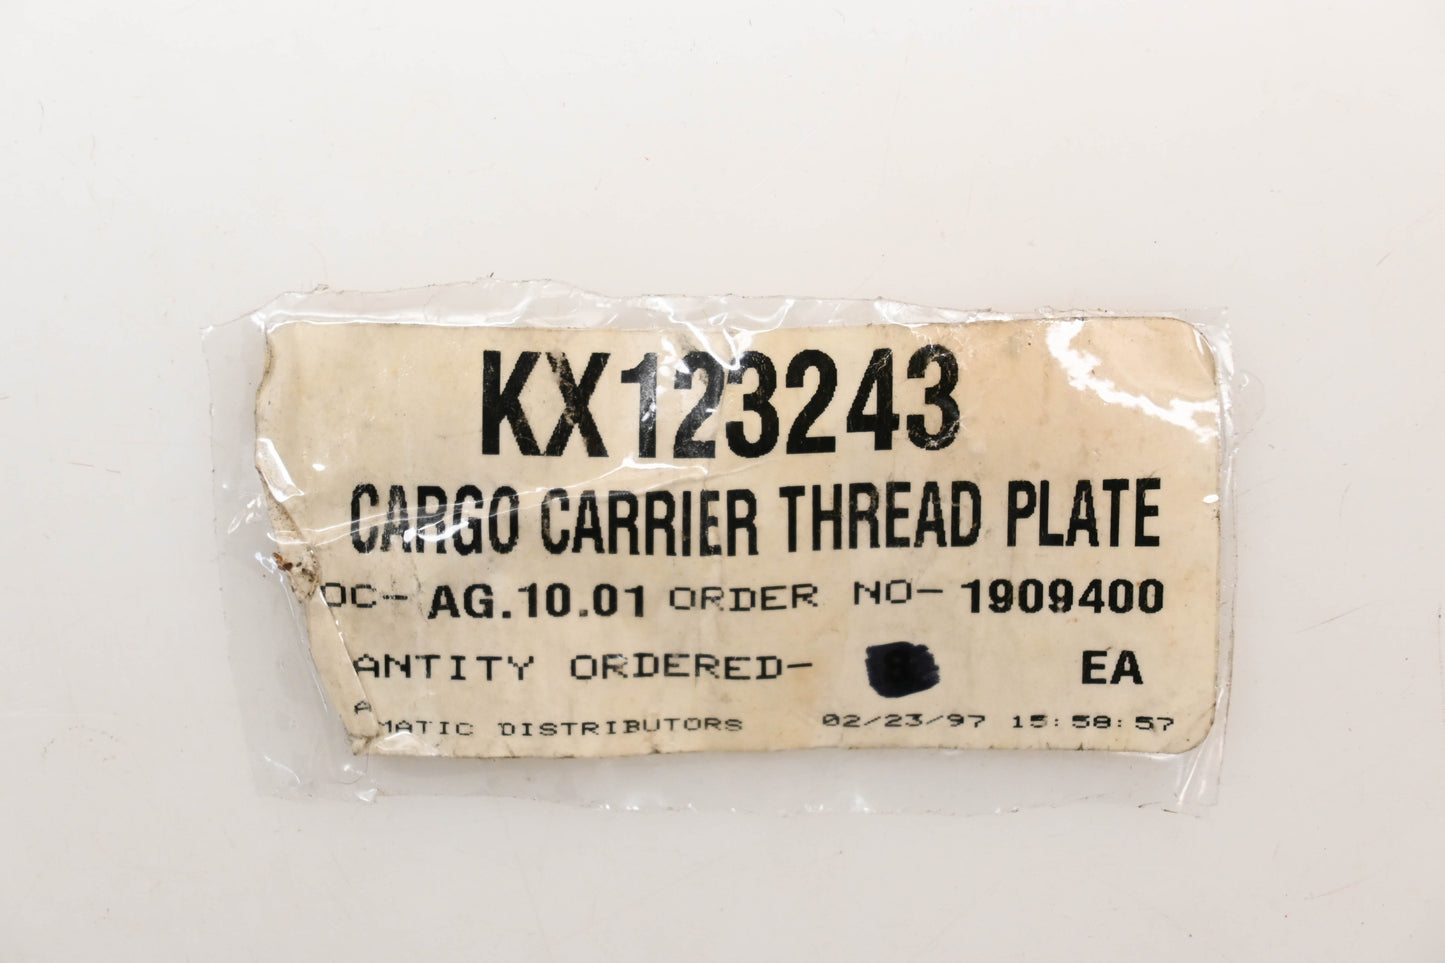 KX123243
CARGO CARRIER THREAD PLATE
OC- AG.10.01 ORDER NO- 1909400
ANTITY ORDERED- EA
A
MATIC DISTRIBUTORS 02/23/97 15:58:57